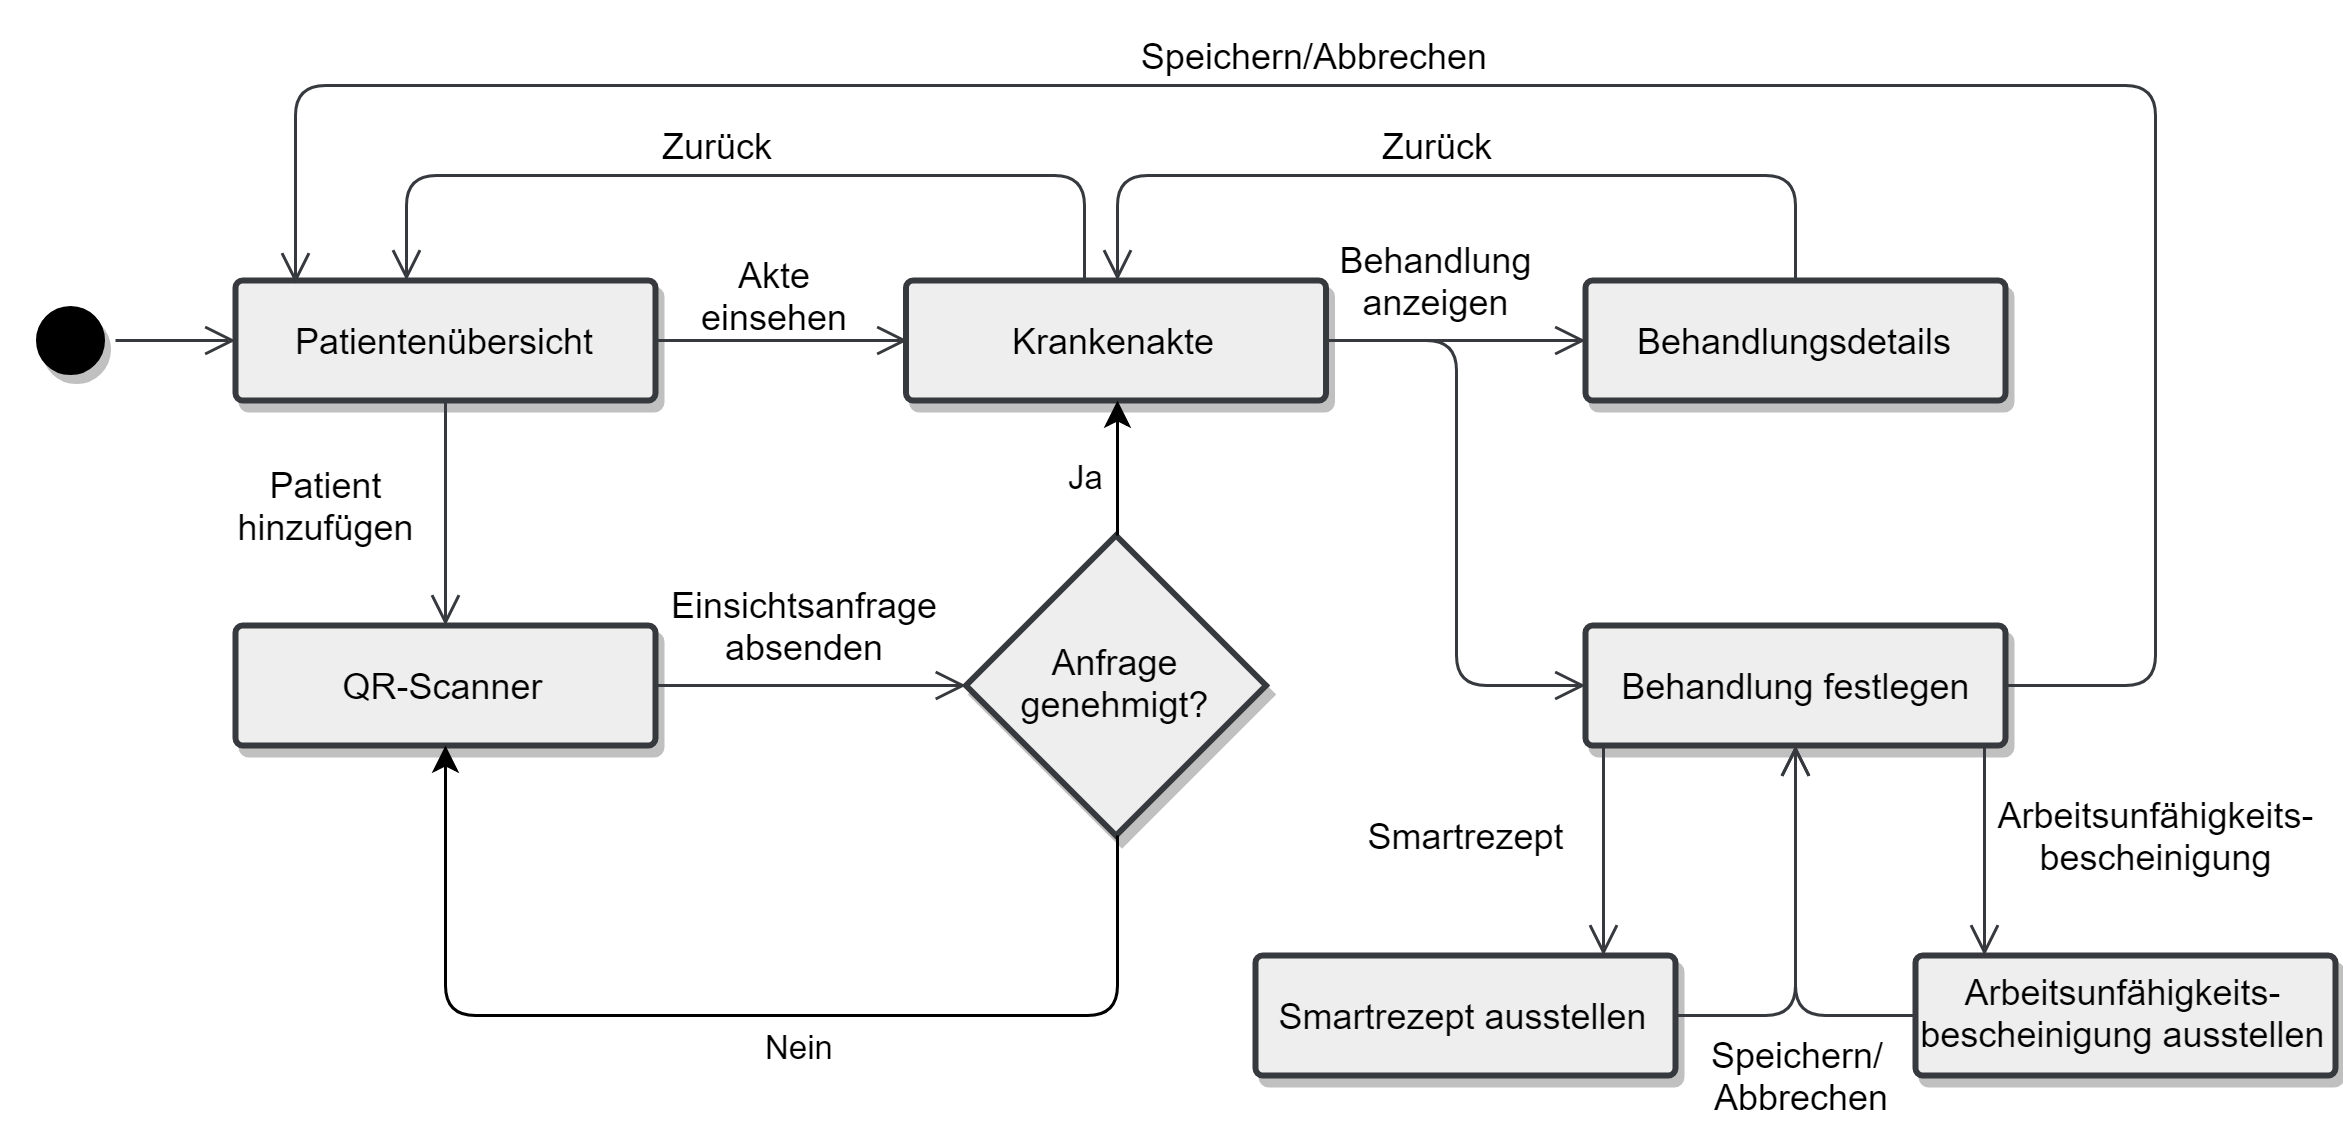 Speichern/Abbrechen
Zurück
Zurück
Akte
einsehen
Behandlung
anzeigen
Patientenübersicht
Krankenakte
Behandlungsdetails
Patient
hinzufügen
Ja
Einsichtsanfrage
absenden
QR-Scanner
Anfrage
genehmigt?
Behandlung festlegen
Smartrezept
Arbeitsunfähigkeits-
bescheinigung
Nein
Smartrezept ausstellen
Arbeitsunfähigkeits-
bescheinigung ausstellen
Speichern/
Abbrechen